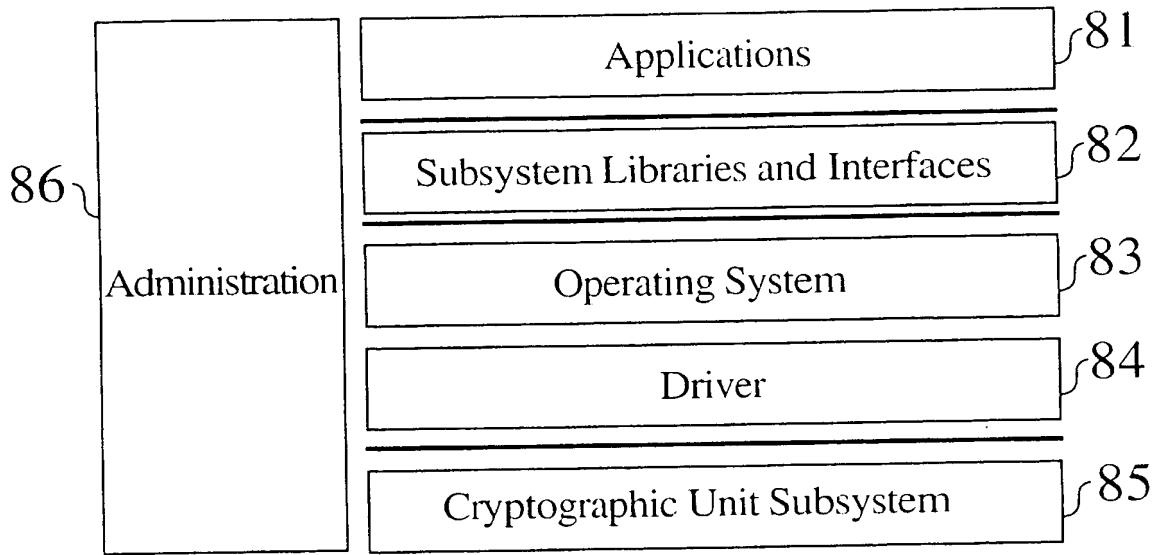 Applications
81
Subsystem Libraries and Interfaces
82
86
Administration
Operating System
83
Driver
84
Cryptographic Unit Subsystem
85